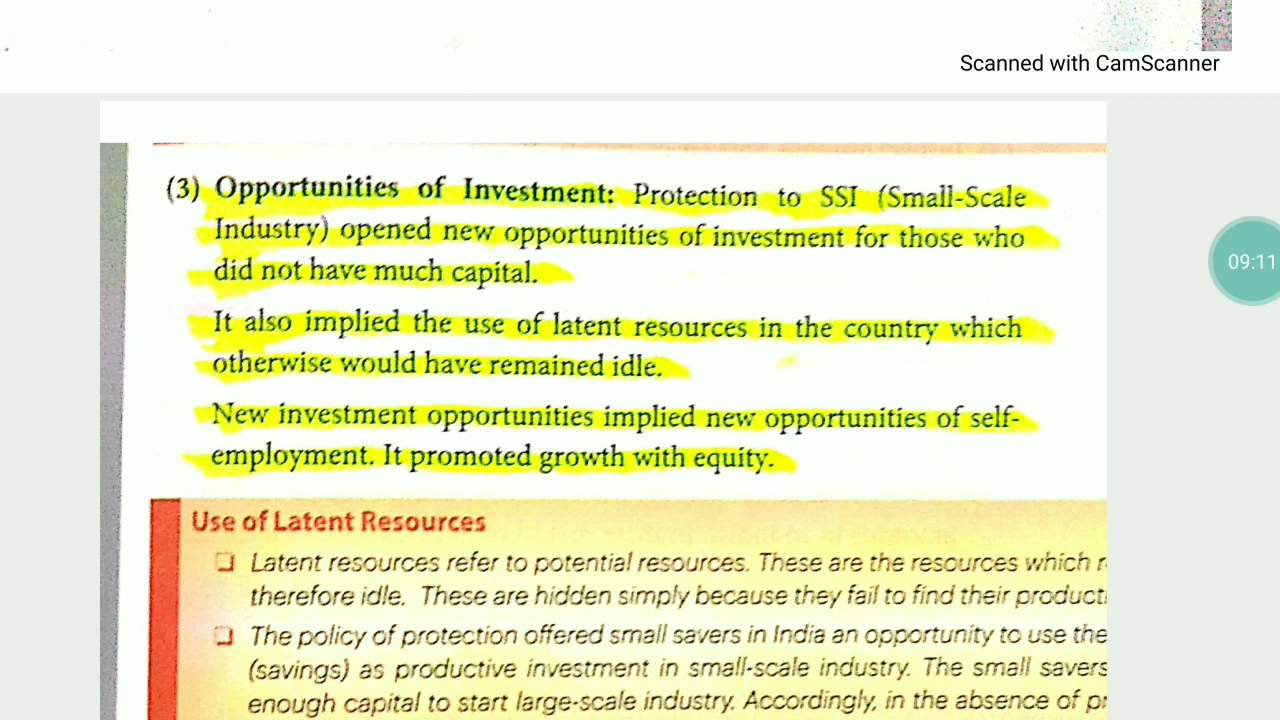 Scanned with CamScanner
(3) Opportunities of Investment: Protection to SSI (Small-Scale
Industry) opened new opportunities of investment for those who
did not have much capital.
09:11
It also implied the use of latent resources in the country which
otherwise would have remained idle.
New investment opportunities implied new opportunities of self-
employment. It promoted growth with equity.
Use of Latent Resources
❑ Latent resources refer to potential resources. These are the resources which
therefore idle. These are hidden simply because they fail to find their
❑ The policy of protection offered small savers in India an opportunity to use
(savings) as productive investment in small-scale industry. The small savers
enough capital to start large-scale industry. Accordingly, in the absence of